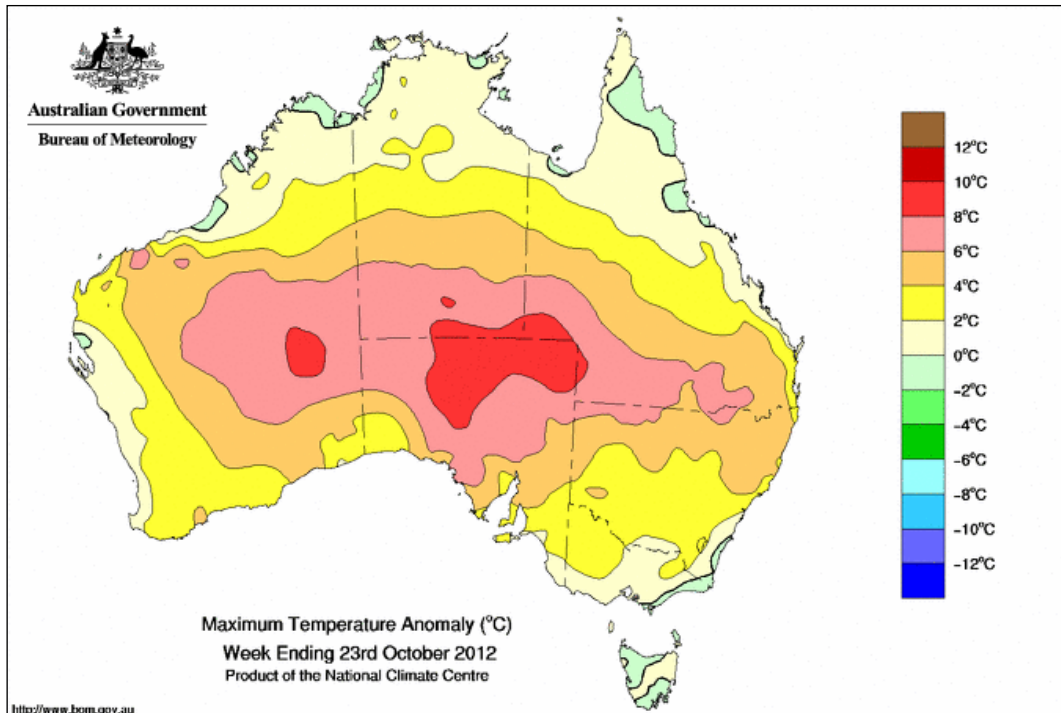 Australian Government
Bureau of Meteorology
12°C
10°C
8°C
6°C
4°C
2°C
0°C
-2°C
-4°C
-6°C
-8°C
-10°C
-12°C
Maximum Temperature Anomaly (°C)
Week Ending 23rd October 2012
Product of the National Climate Centre
http://www.bom.gov.au